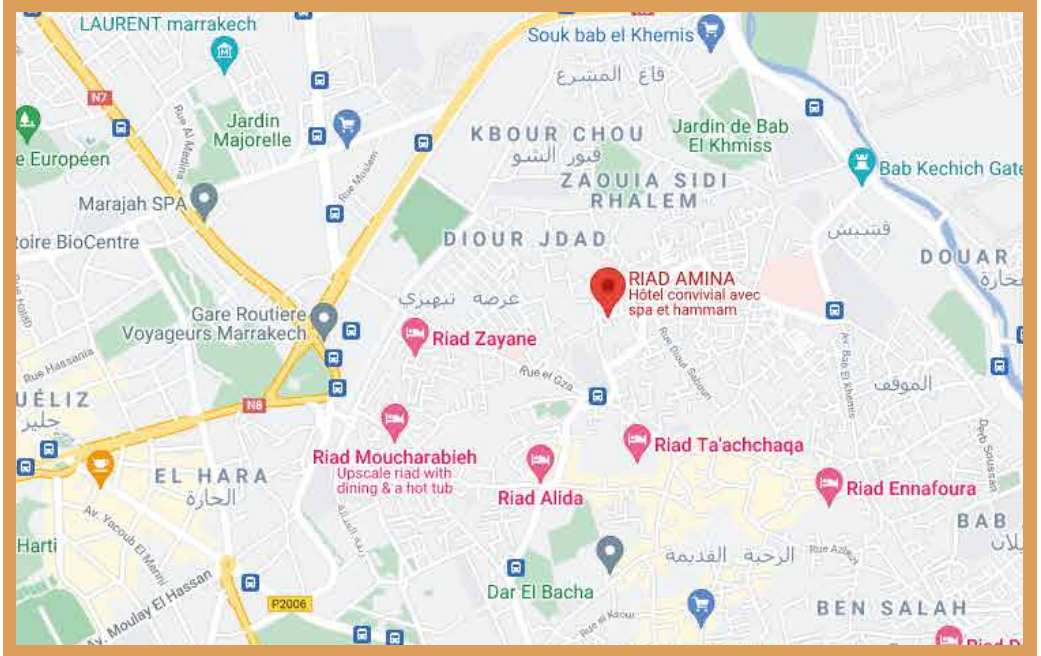 LAURENT marrakech
Souk bab el Khemis
قاع المشرع
N7
Rue Al Madina
Jardin
Majorelle
KBOUR CHOU
قبور الشو
Jardin de Bab
El Khmiss
e Européen
Rue Moslem
ZAOUIA SIDI
RHALEM
Bab Kechich Gate
Marajah SPA
toire BioCentre
DIOUR JDAD
قشيش
DOUAR
خارة
RIAD AMINA
Hôtel convivial avec
spa et hammam
Gare Routiere
Voyageurs Marrakech
Riad Zayane
Rue Hassania
Rue el Gza
Rue Diour Saboun
Av. Bab El Khemis
الموقف
UÉLIZ
جليز
N8
Riad Moucharabieh
Upscale riad with
dining & a hot tub
Riad Ta'achchaqa
Derb Soussan
EL HARA
الحارة
Riad Alida
Riad Ennafoura
BAB
يلان
Av. Yacoub El Marini
Harti
الرحبة القديمة
Rue Azbezt
Dar El Bacha
Av. Moulay El Hassan
P2006
Rue el Ksour
BEN SALAH